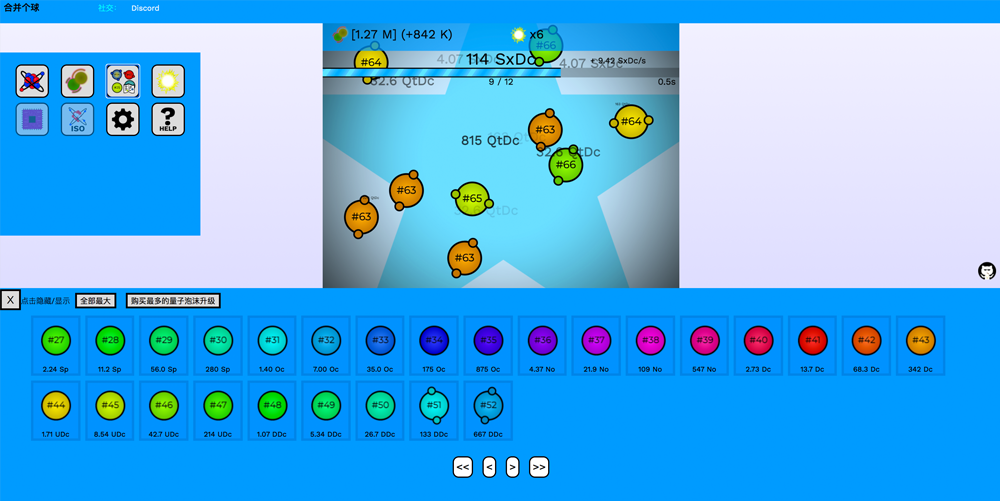 合并个球 社交: Discord
[1.27 M] (+842 K) x6
#66
#64 4.07 SxDc 114 SxDc 4.07 SxDc + 9.42 SxDc/s
32.6 QtDc 9 / 12 0.5s
ISO HELP
#63 #64
815 QtDc
32.6 QtDc
#66
#63 #65
#63
32.6 QtDc
#63
X 点击隐藏/显示 全部最大 购买最多的量子泡沫升级
#27 #28 #29 #30 #31 #32 #33 #34 #35 #36 #37 #38 #39 #40 #41 #42 #43
2.24 Sp 11.2 Sp 56.0 Sp 280 Sp 1.40 Oc 7.00 Oc 35.0 Oc 175 Oc 875 Oc 4.37 No 21.9 No 109 No 547 No 2.73 Dc 13.7 Dc 68.3 Dc 342 Dc
#44 #45 #46 #47 #48 #49 #50 #51 #52
1.71 UDc 8.54 UDc 42.7 UDc 214 UDc 1.07 DDc 5.34 DDc 26.7 DDc 133 DDc 667 DDc
<< < > >>